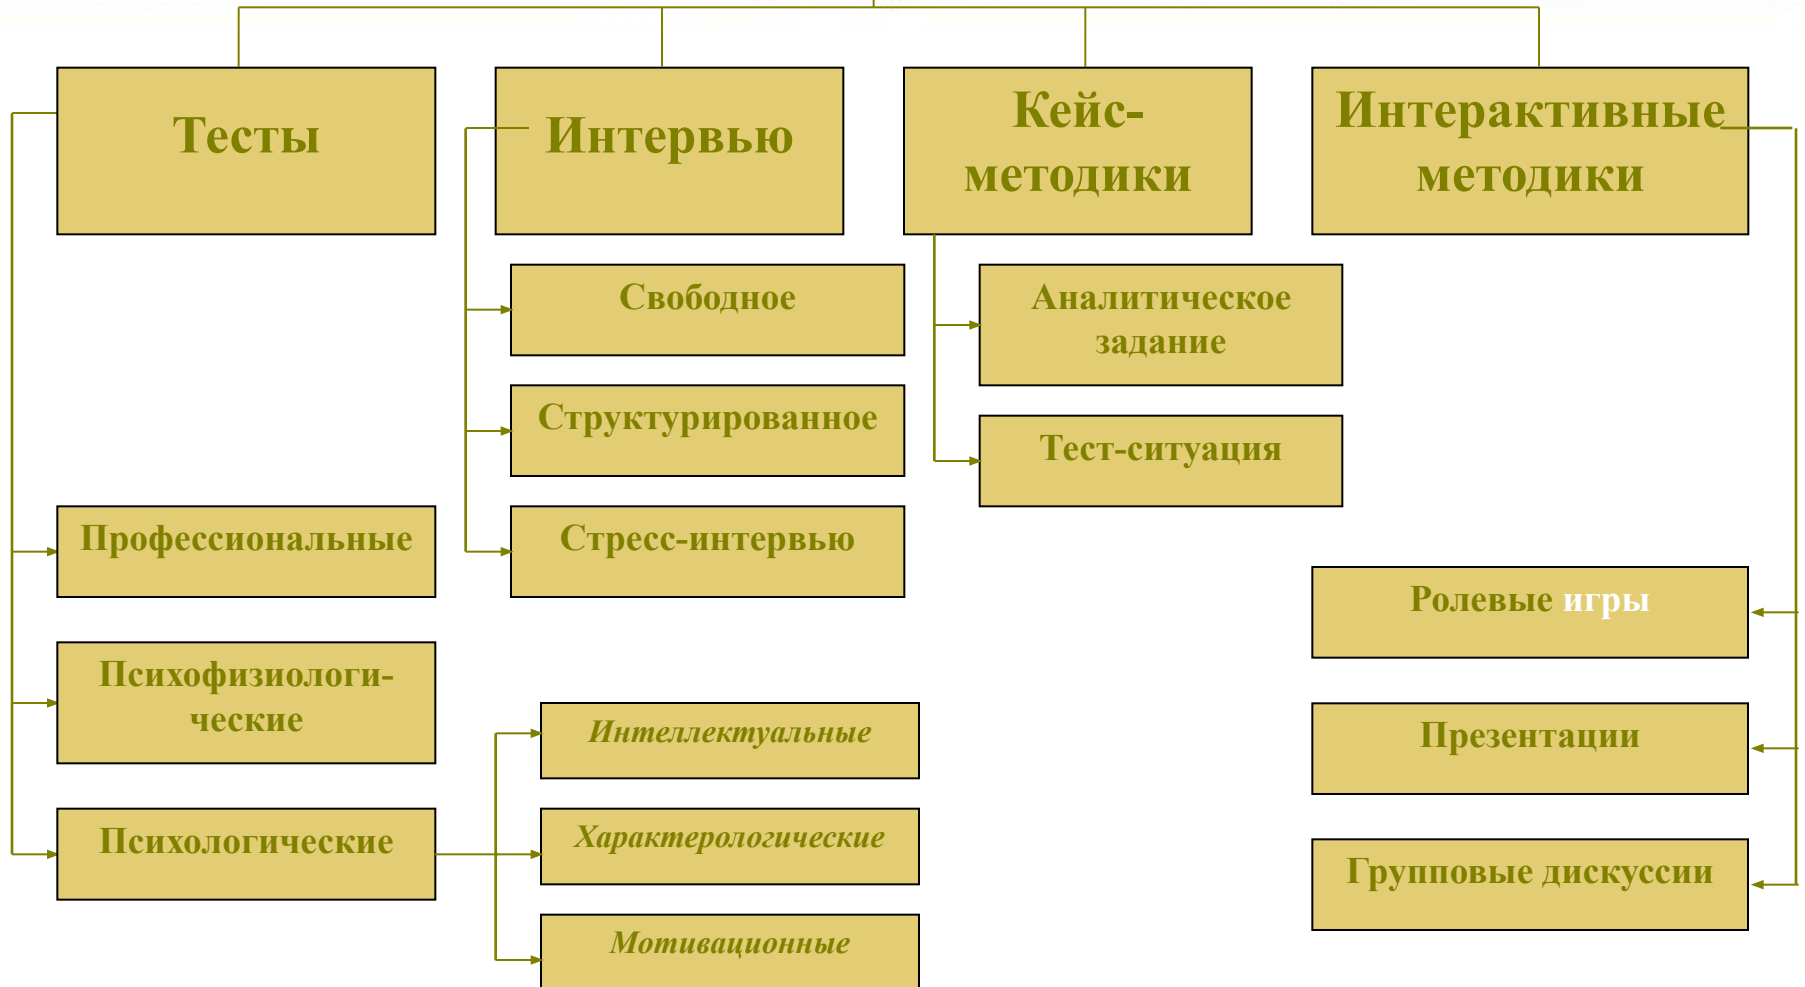 Тесты
Интервью
Кейс-
методики
Интерактивные
методики
Свободное
Структурированное
Стресс-интервью
Аналитическое
задание
Тест-ситуация
Профессиональные
Психофизиологи-
ческие
Психологические
Интеллектуальные
Характерологические
Мотивационные
Ролевые игры
Презентации
Групповые дискуссии